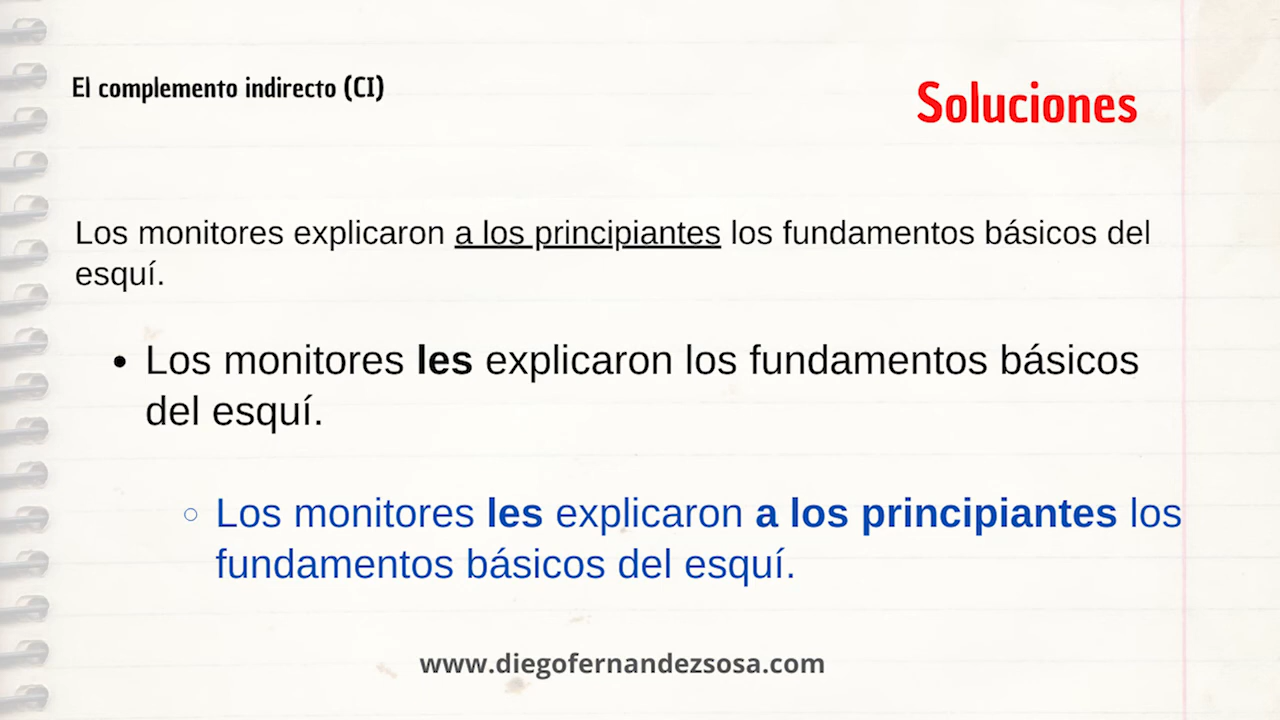 El complemento indirecto (CI)
Soluciones
Los monitores explicaron a los principiantes los fundamentos básicos del
esquí.
• Los monitores les explicaron los fundamentos básicos
del esquí.
○ Los monitores les explicaron a los principiantes los
fundamentos básicos del esquí.
www.diegofernandezsosa.com